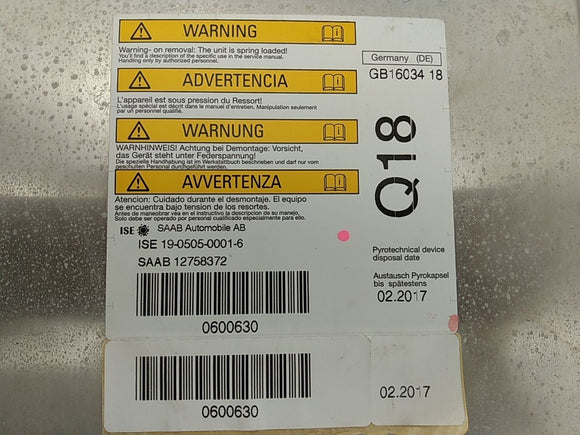 WARNING
Warning- on removal: The unit is spring loaded!
You'll find a description of the specific use in the service manual.
Handling only by authorized personnel.
ADVERTENCIA
L'appareil est sous pression du Ressort!
L'usage spécial est décrit dans le manuel d'entretien, Manipulation seulement
par un personnel qualifié.
WARNUNG
WARNHINWEIS! Achtung bei Demontage: Vorsicht,
das Gerät steht unter Federspannung!
Die spezielle Handhabung ist im Werkstattbuch beschrieben und darf nur vom
geschulten Personal durchgeführt werden.
AVVERTENZA
Atencion: Cuidado durante el desmontaje. El equipo
se encuentra bajo tension de los resortes.
Antes de maneobrar véa en el instructivo la descripcion de su manejo,
Solo debe ser operado por personal cualificado especialmente para ello.
ISE SAAB Automobile AB
ISE 19-0505-0001-6
SAAB 12758372
0600630
Germany (DE)
GB16034 18
Q18
Pyrotechnical device
disposal date
Austausch Pyrokapsel
bis spätestens
02.2017
0600630
02.2017